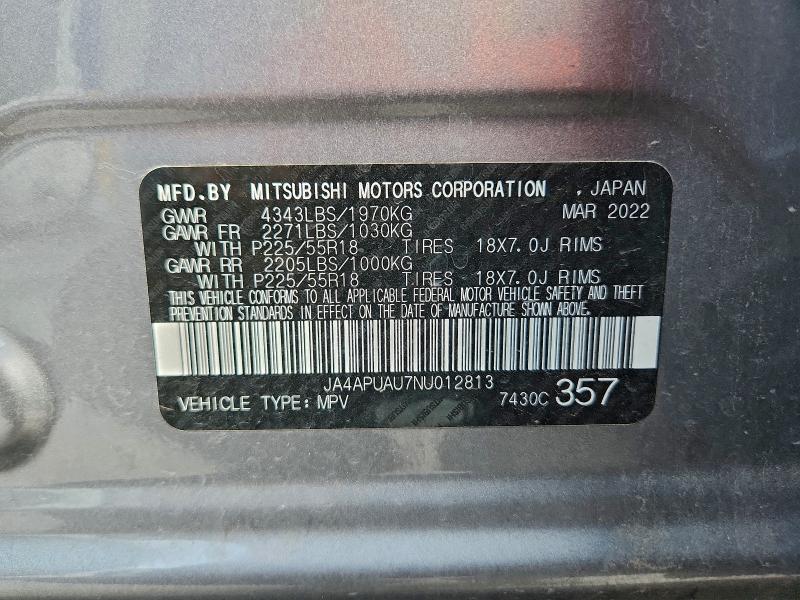 MFD.BY MITSUBISHI MOTORS CORPORATION , JAPAN
GVWR 4343LBS/1970KG MAR 2022
GAWR FR 2271LBS/1030KG
WITH P225/55R18 TIRES 18X7.0J RIMS
GAWR RR 2205LBS/1000KG
WITH P225/55R18 TIRES 18X7.0J RIMS
THIS VEHICLE CONFORMS TO ALL APPLICABLE FEDERAL MOTOR VEHICLE SAFETY AND THEFT
PREVENTION STANDARDS IN EFFECT ON THE DATE OF MANUFACTURE SHOWN ABOVE.
JA4APUAU7NU012813
VEHICLE TYPE: MPV 7430C 357